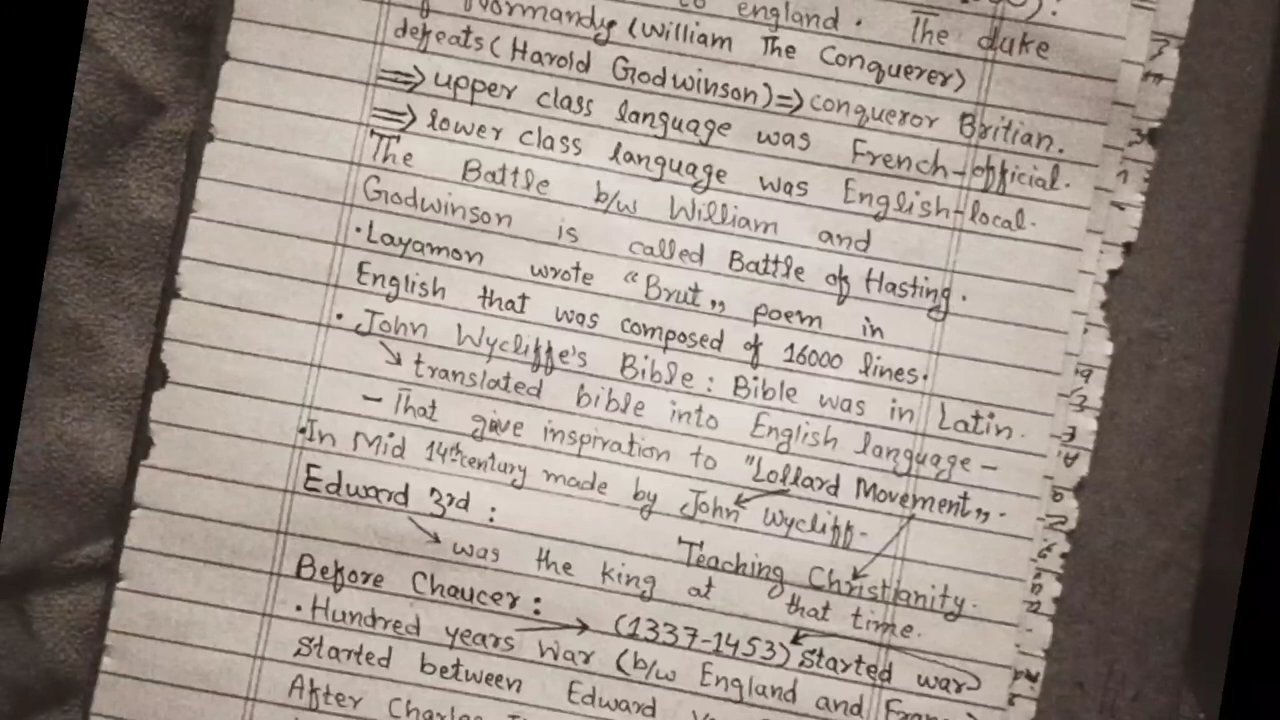 to england. The duke
of Normandy (William The Conquerer)
defeats (Harold Godwinson) ⇒ conqueror Britian.
⇒ upper class language was French-official.
⇒ lower class language was English-local.
The Battle b/w William and
Godwinson is called Battle of Hasting.
·Layamon wrote "Brut„ poem in
English that was composed of 16000 lines.
· John Wycliffe's Bible: Bible was in Latin.
↘ translated bible into English language -
- That give inspiration to "Lollard Movement„.
·In Mid 14th century made by John Wycliff.
Teaching Christianity.
Edward 3rd:
↘ was the king at that time.
Before Chaucer: → (1337-1453) started war
· Hundred years War (b/w England and
started between Edward
After